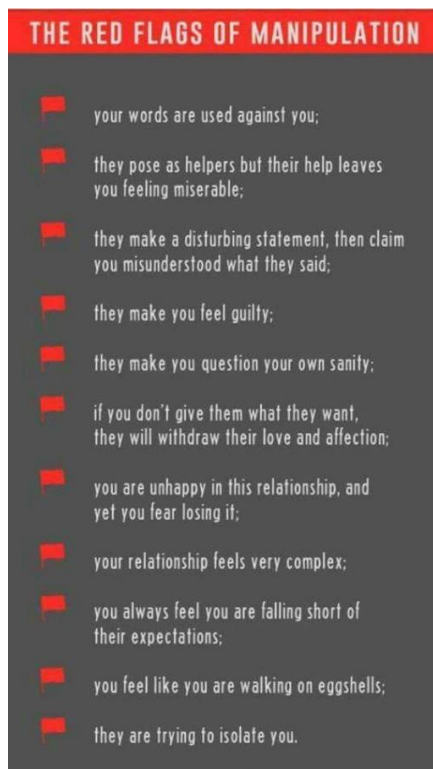 THE RED FLAGS OF MANIPULATION
your words are used against you;
they pose as helpers but their help leaves
you feeling miserable;
they make a disturbing statement, then claim
you misunderstood what they said;
they make you feel guilty;
they make you question your own sanity;
if you don't give them what they want,
they will withdraw their love and affection;
you are unhappy in this relationship, and
yet you fear losing it;
your relationship feels very complex;
you always feel you are falling short of
their expectations;
you feel like you are walking on eggshells;
they are trying to isolate you.